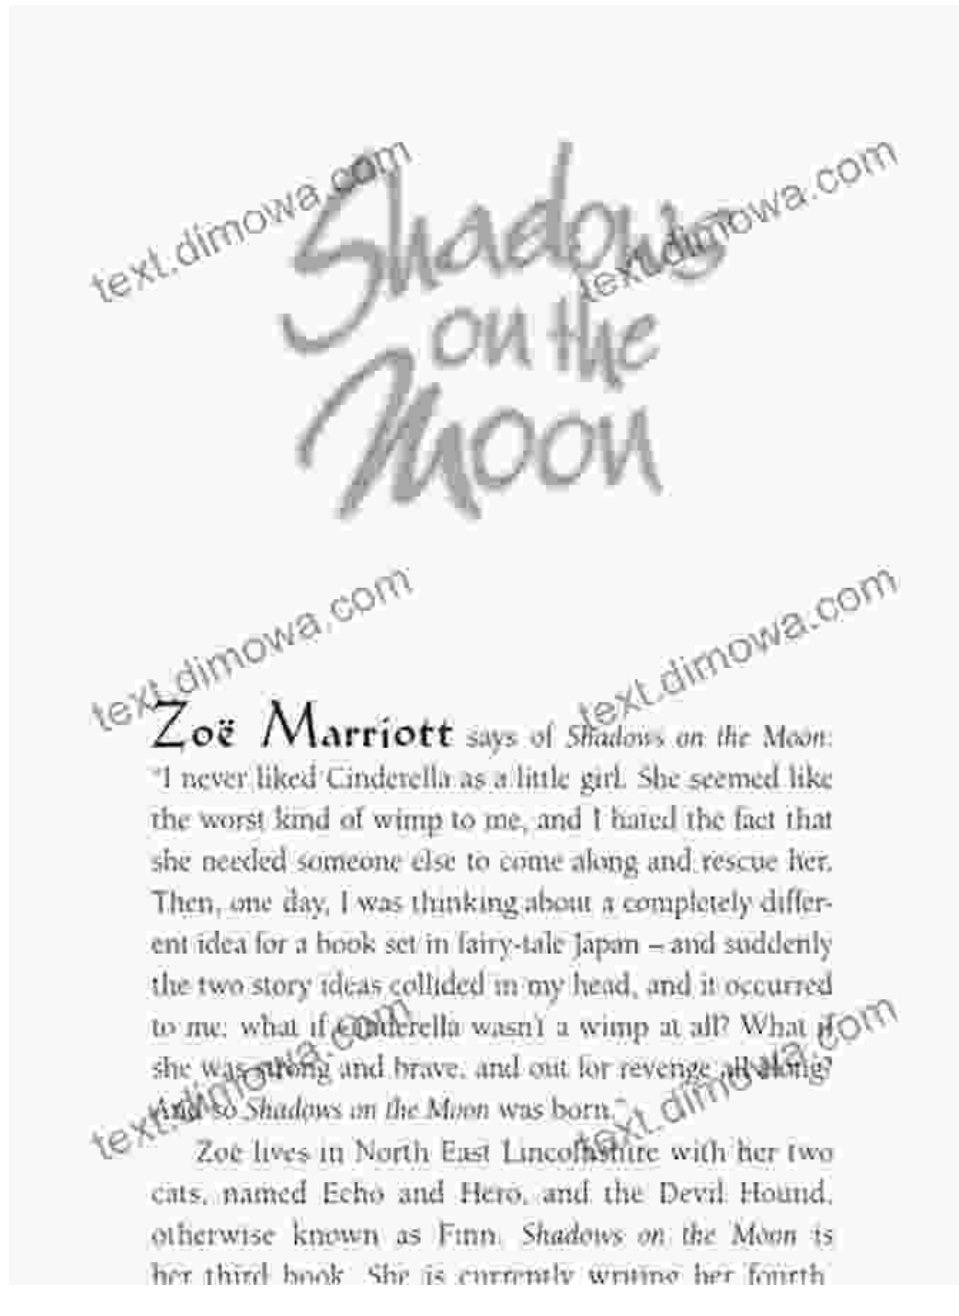 Shadows
on the
Moon
text.dimowa.com text.dimowa.com
text.dimowa.com text.dimowa.com
Zoë Marriott says of Shadows on the Moon:
"I never liked Cinderella as a little girl. She seemed like
the worst kind of wimp to me, and I hated the fact that
she needed someone else to come along and rescue her.
Then, one day, I was thinking about a completely differ-
ent idea for a book set in fairy-tale Japan – and suddenly
the two story ideas collided in my head, and it occurred
to me: what if Cinderella wasn't a wimp at all? What if
she was strong and brave, and out for revenge all along?
And so Shadows on the Moon was born."
text.dimowa.com text.dimowa.com
Zoë lives in North East Lincolnshire with her two
cats, named Echo and Hero, and the Devil Hound,
otherwise known as Finn. Shadows on the Moon is
her third book. She is currently writing her fourth.